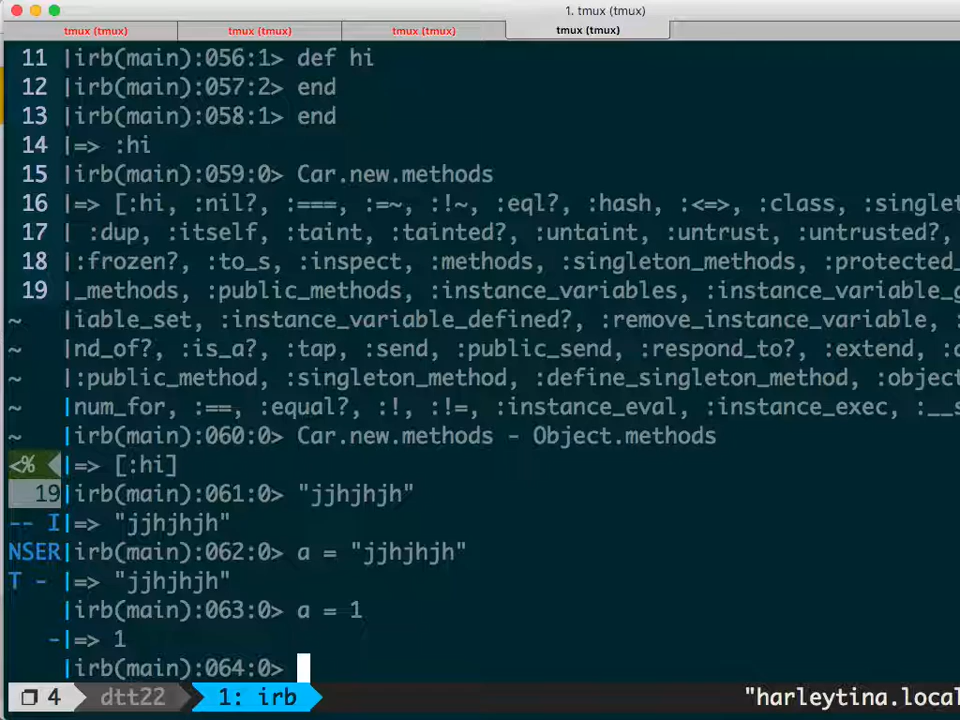 1. tmux (tmux)
tmux (tmux) tmux (tmux) tmux (tmux) tmux (tmux)
11 |irb(main):056:1> def hi
12 |irb(main):057:2> end
13 |irb(main):058:1> end
14 |=> :hi
15 |irb(main):059:0> Car.new.methods
16 |=> [:hi, :nil?, :===, :=~, :!~, :eql?, :hash, :<=>, :class, :singl
17 | :dup, :itself, :taint, :tainted?, :untaint, :untrust, :untrusted?,
18 |:frozen?, :to_s, :inspect, :methods, :singleton_methods, :protected_
19 |_methods, :public_methods, :instance_variables, :instance_variable_g
~ |iable_set, :instance_variable_defined?, :remove_instance_variable, :
~ |nd_of?, :is_a?, :tap, :send, :public_send, :respond_to?, :extend, :
~ |:public_method, :singleton_method, :define_singleton_method, :object
~ |num_for, :==, :equal?, :!, :!=, :instance_eval, :instance_exec, :__s
~ |irb(main):060:0> Car.new.methods - Object.methods
<% |=> [:hi]
19|irb(main):061:0> "jjhjhjh"
-- I|=> "jjhjhjh"
NSER|irb(main):062:0> a = "jjhjhjh"
T - |=> "jjhjhjh"
|irb(main):063:0> a = 1
-|=> 1
|irb(main):064:0>
4 dtt22 1: irb "harleytina.local